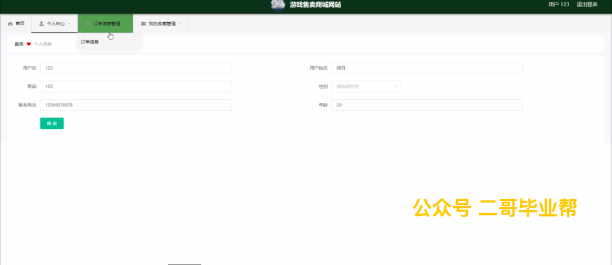 游戏售卖商城网站
用户 123 退出登录
首页 个人中心 订单信息管理 我的收藏管理
订单信息
首页 个人信息
用户名 123
用户姓名 胡月
密码 123
性别 请选择性别
联系电话 12345678978
年龄 25
公众号 二哥毕业帮